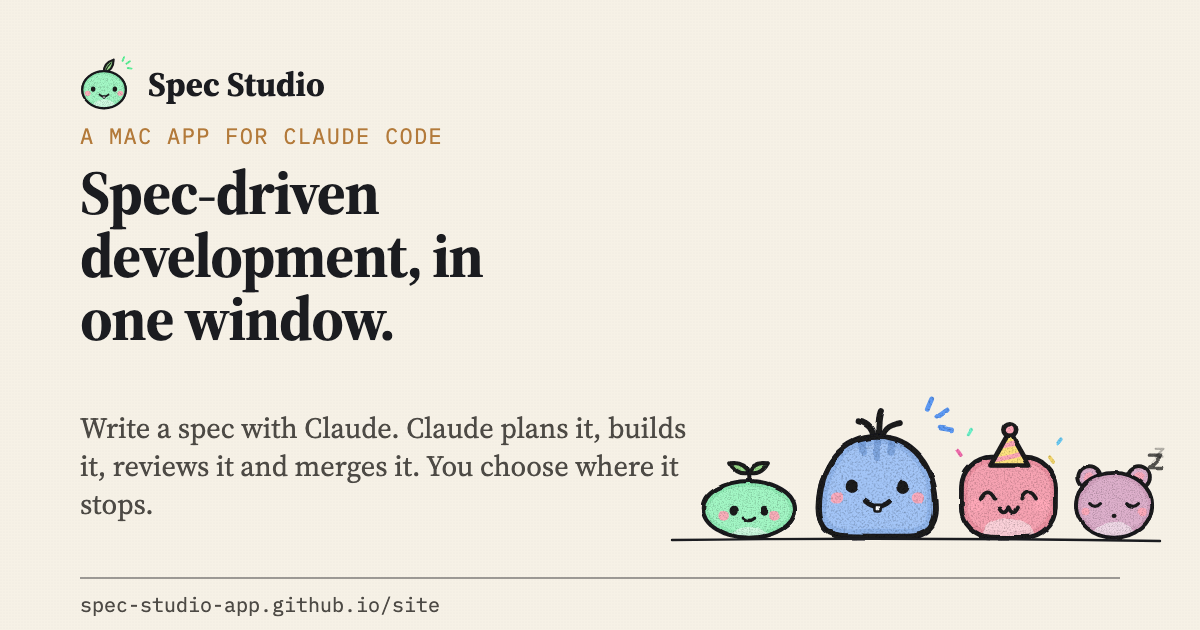 Spec Studio
A MAC APP FOR CLAUDE CODE
Spec-driven
development, in
one window.
Write a spec with Claude. Claude plans it, builds
it, reviews it and merges it. You choose where it
stops.
z
z
spec-studio-app.github.io/site